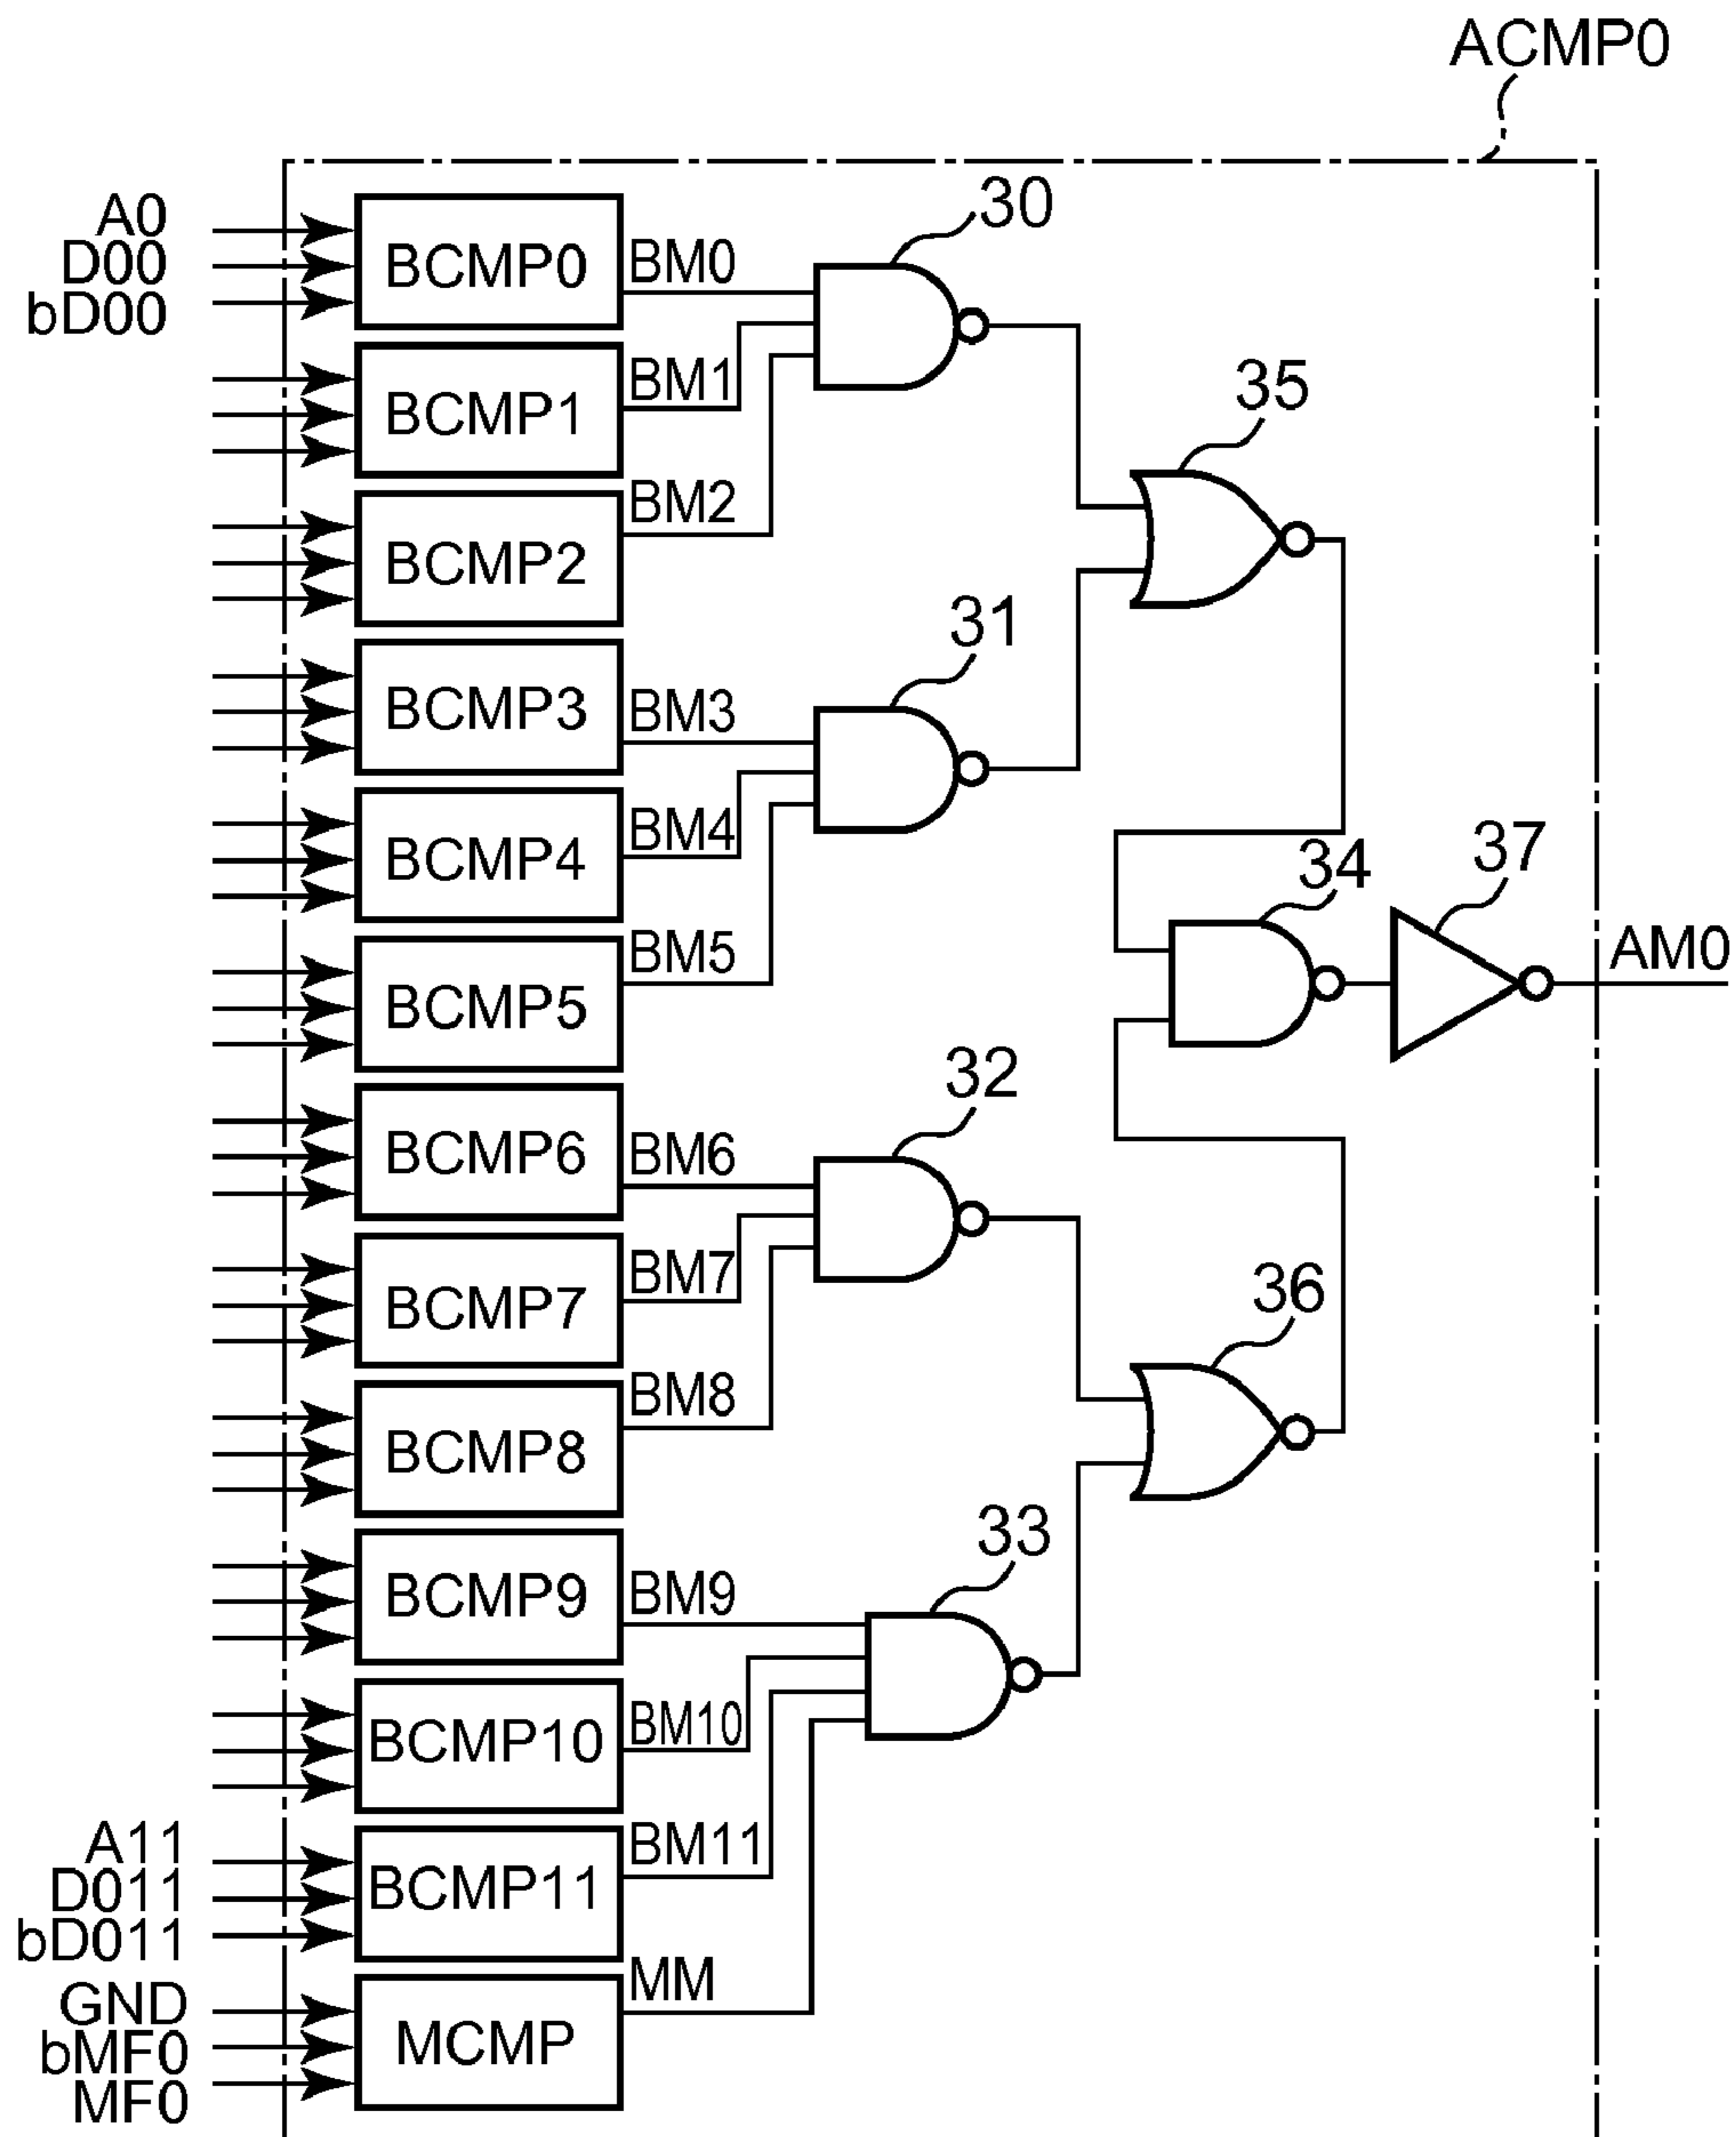 ACMP0
A0
D00
bD00
BCMP0
BM0
30
BCMP1
BM1
35
BCMP2
BM2
31
BCMP3
BM3
BCMP4
BM4
34
37
AM0
BCMP5
BM5
32
BCMP6
BM6
BCMP7
BM7
36
BCMP8
BM8
33
BCMP9
BM9
BCMP10
BM10
A11
D011
bD011
BCMP11
BM11
GND
bMF0
MF0
MCMP
MM